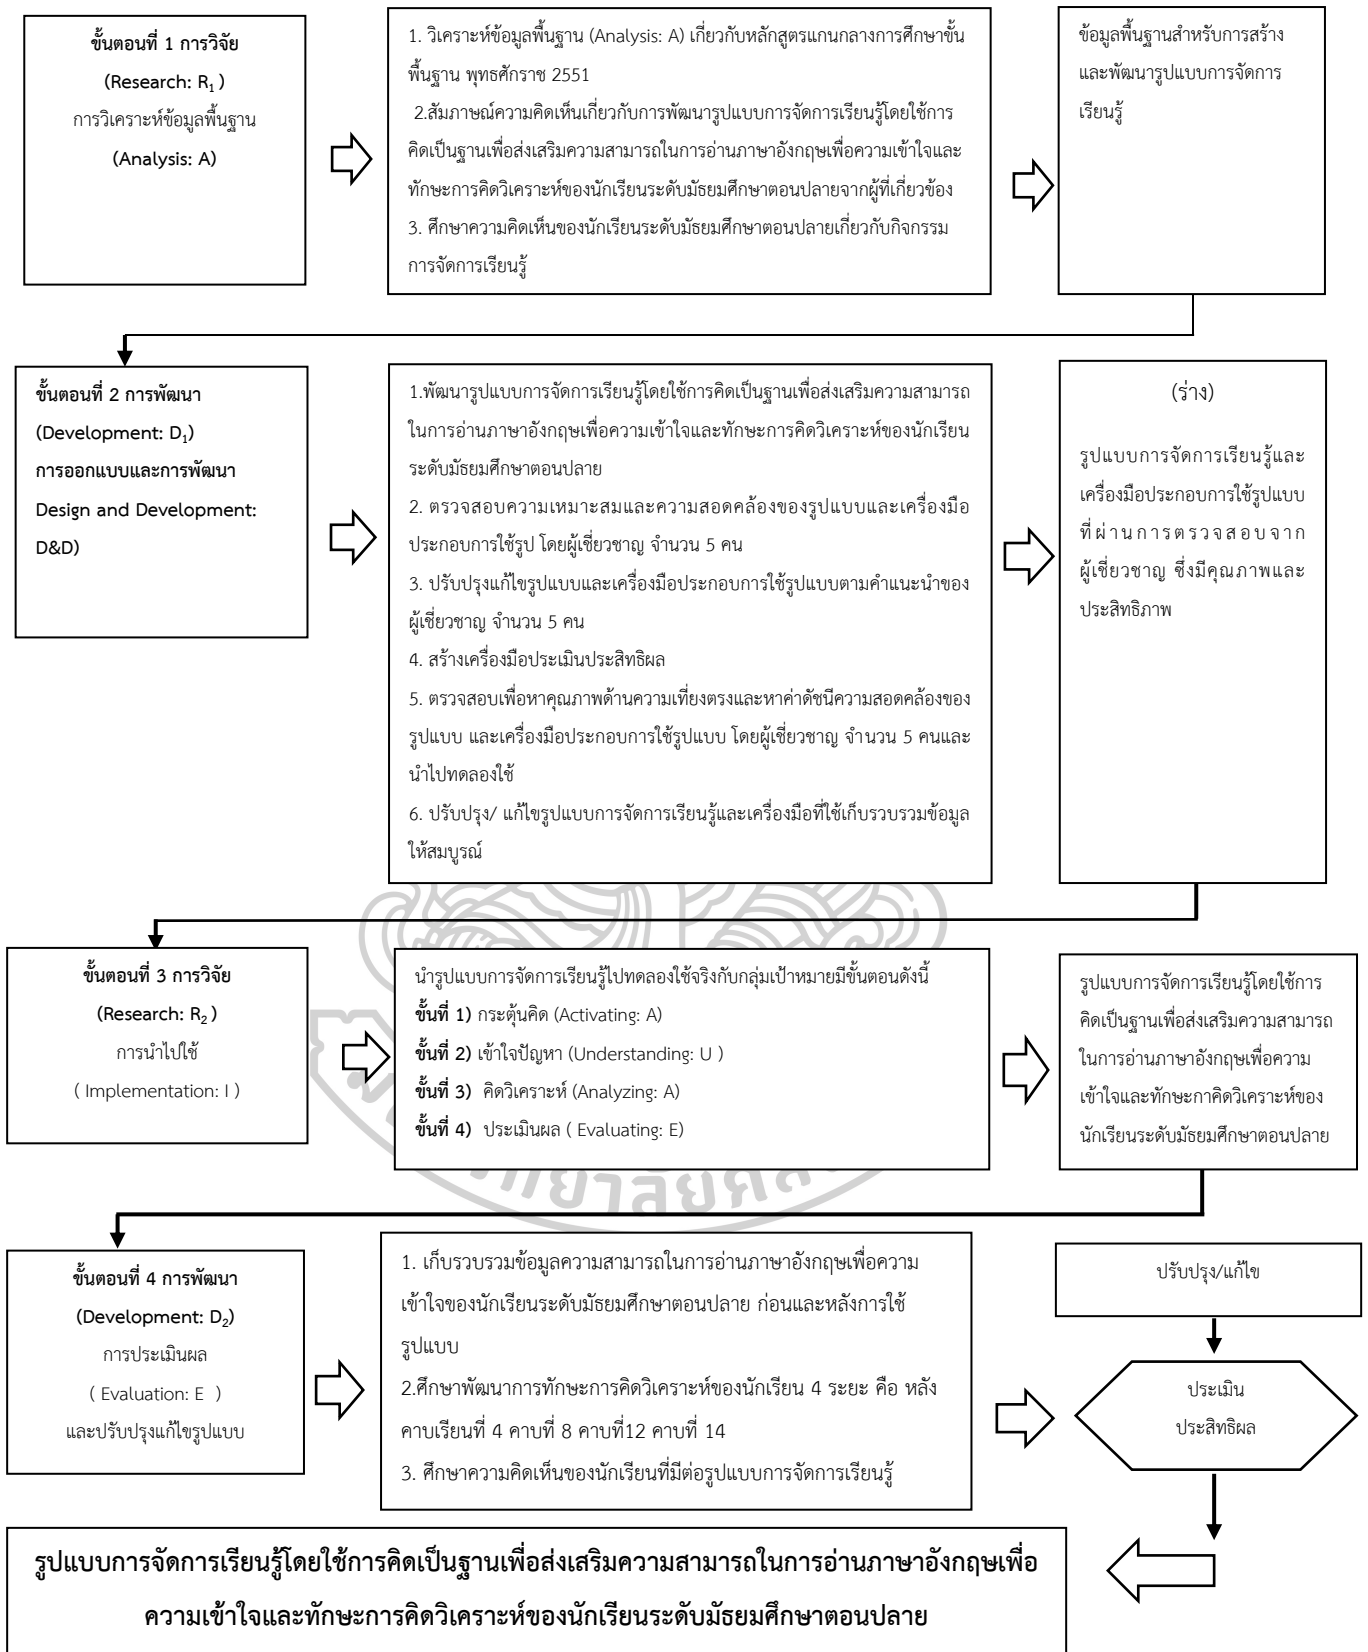 ขั้นตอนที่ 1 การวิจัย
(Research: R1 )
การวิเคราะห์ข้อมูลพื้นฐาน
(Analysis: A)
1. วิเคราะห์ข้อมูลพื้นฐาน (Analysis: A) เกี่ยวกับหลักสูตรแกนกลางการศึกษาขั้น
พื้นฐาน พุทธศักราช 2551
2.สัมภาษณ์ความคิดเห็นเกี่ยวกับการพัฒนารูปแบบการจัดการเรียนรู้โดยใช้การ
คิดเป็นฐานเพื่อส่งเสริมความสามารถในการอ่านภาษาอังกฤษเพื่อความเข้าใจและ
ทักษะการคิดวิเคราะห์ของนักเรียนระดับมัธยมศึกษาตอนปลายจากผู้ที่เกี่ยวข้อง
3. ศึกษาความคิดเห็นของนักเรียนระดับมัธยมศึกษาตอนปลายเกี่ยวกับกิจกรรม
การจัดการเรียนรู้
ข้อมูลพื้นฐานสำหรับการสร้าง
และพัฒนารูปแบบการจัดการ
เรียนรู้
ขั้นตอนที่ 2 การพัฒนา
(Development: D1)
การออกแบบและการพัฒนา
Design and Development:
D&D)
1.พัฒนารูปแบบการจัดการเรียนรู้โดยใช้การคิดเป็นฐานเพื่อส่งเสริมความสามารถ
ในการอ่านภาษาอังกฤษเพื่อความเข้าใจและทักษะการคิดวิเคราะห์ของนักเรียน
ระดับมัธยมศึกษาตอนปลาย
2. ตรวจสอบความเหมาะสมและความสอดคล้องของรูปแบบและเครื่องมือ
ประกอบการใช้รูป โดยผู้เชี่ยวชาญ จำนวน 5 คน
3. ปรับปรุงแก้ไขรูปแบบและเครื่องมือประกอบการใช้รูปแบบตามคำแนะนำของ
ผู้เชี่ยวชาญ จำนวน 5 คน
4. สร้างเครื่องมือประเมินประสิทธิผล
5. ตรวจสอบเพื่อหาคุณภาพด้านความเที่ยงตรงและหาค่าดัชนีความสอดคล้องของ
รูปแบบ และเครื่องมือประกอบการใช้รูปแบบ โดยผู้เชี่ยวชาญ จำนวน 5 คนและ
นำไปทดลองใช้
6. ปรับปรุง/ แก้ไขรูปแบบการจัดการเรียนรู้และเครื่องมือที่ใช้เก็บรวบรวมข้อมูล
ให้สมบูรณ์
(ร่าง)
รูปแบบการจัดการเรียนรู้และ
เครื่องมือประกอบการใช้รูปแบบ
ที่ผ่านการตรวจสอบจาก
ผู้เชี่ยวชาญ ซึ่งมีคุณภาพและ
ประสิทธิภาพ
ขั้นตอนที่ 3 การวิจัย
(Research: R2 )
การนำไปใช้
( Implementation: I )
นำรูปแบบการจัดการเรียนรู้ไปทดลองใช้จริงกับกลุ่มเป้าหมายมีขั้นตอนดังนี้
ขั้นที่ 1) กระตุ้นคิด (Activating: A)
ขั้นที่ 2) เข้าใจปัญหา (Understanding: U )
ขั้นที่ 3) คิดวิเคราะห์ (Analyzing: A)
ขั้นที่ 4) ประเมินผล ( Evaluating: E)
รูปแบบการจัดการเรียนรู้โดยใช้การ
คิดเป็นฐานเพื่อส่งเสริมความสามารถ
ในการอ่านภาษาอังกฤษเพื่อความ
เข้าใจและทักษะกาคิดวิเคราะห์ของ
นักเรียนระดับมัธยมศึกษาตอนปลาย
ขั้นตอนที่ 4 การพัฒนา
(Development: D2)
การประเมินผล
( Evaluation: E )
และปรับปรุงแก้ไขรูปแบบ
1. เก็บรวบรวมข้อมูลความสามารถในการอ่านภาษาอังกฤษเพื่อความ
เข้าใจของนักเรียนระดับมัธยมศึกษาตอนปลาย ก่อนและหลังการใช้
รูปแบบ
2.ศึกษาพัฒนาการทักษะการคิดวิเคราะห์ของนักเรียน 4 ระยะ คือ หลัง
คาบเรียนที่ 4 คาบที่ 8 คาบที่12 คาบที่ 14
3. ศึกษาความคิดเห็นของนักเรียนที่มีต่อรูปแบบการจัดการเรียนรู้
ปรับปรุง/แก้ไข
ประเมิน
ประสิทธิผล
รูปแบบการจัดการเรียนรู้โดยใช้การคิดเป็นฐานเพื่อส่งเสริมความสามารถในการอ่านภาษาอังกฤษเพื่อ
ความเข้าใจและทักษะการคิดวิเคราะห์ของนักเรียนระดับมัธยมศึกษาตอนปลาย